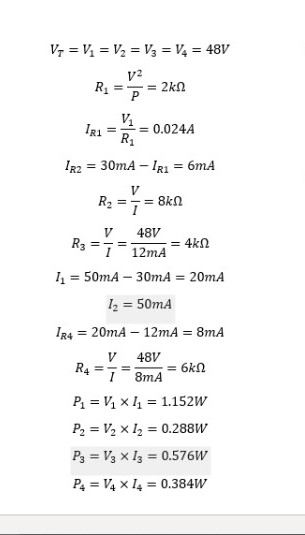 V_T = V_1 = V_2 = V_3 = V_4 = 48V
R_1 = V^2/P = 2kΩ
I_R1 = V_1/R_1 = 0.024A
I_R2 = 30mA − I_R1 = 6mA
R_2 = V/I = 8kΩ
R_3 = V/I = 48V/12mA = 4kΩ
I_1 = 50mA − 30mA = 20mA
I_2 = 50mA
I_R4 = 20mA − 12mA = 8mA
R_4 = V/I = 48V/8mA = 6kΩ
P_1 = V_1 × I_1 = 1.152W
P_2 = V_2 × I_2 = 0.288W
P_3 = V_3 × I_3 = 0.576W
P_4 = V_4 × I_4 = 0.384W